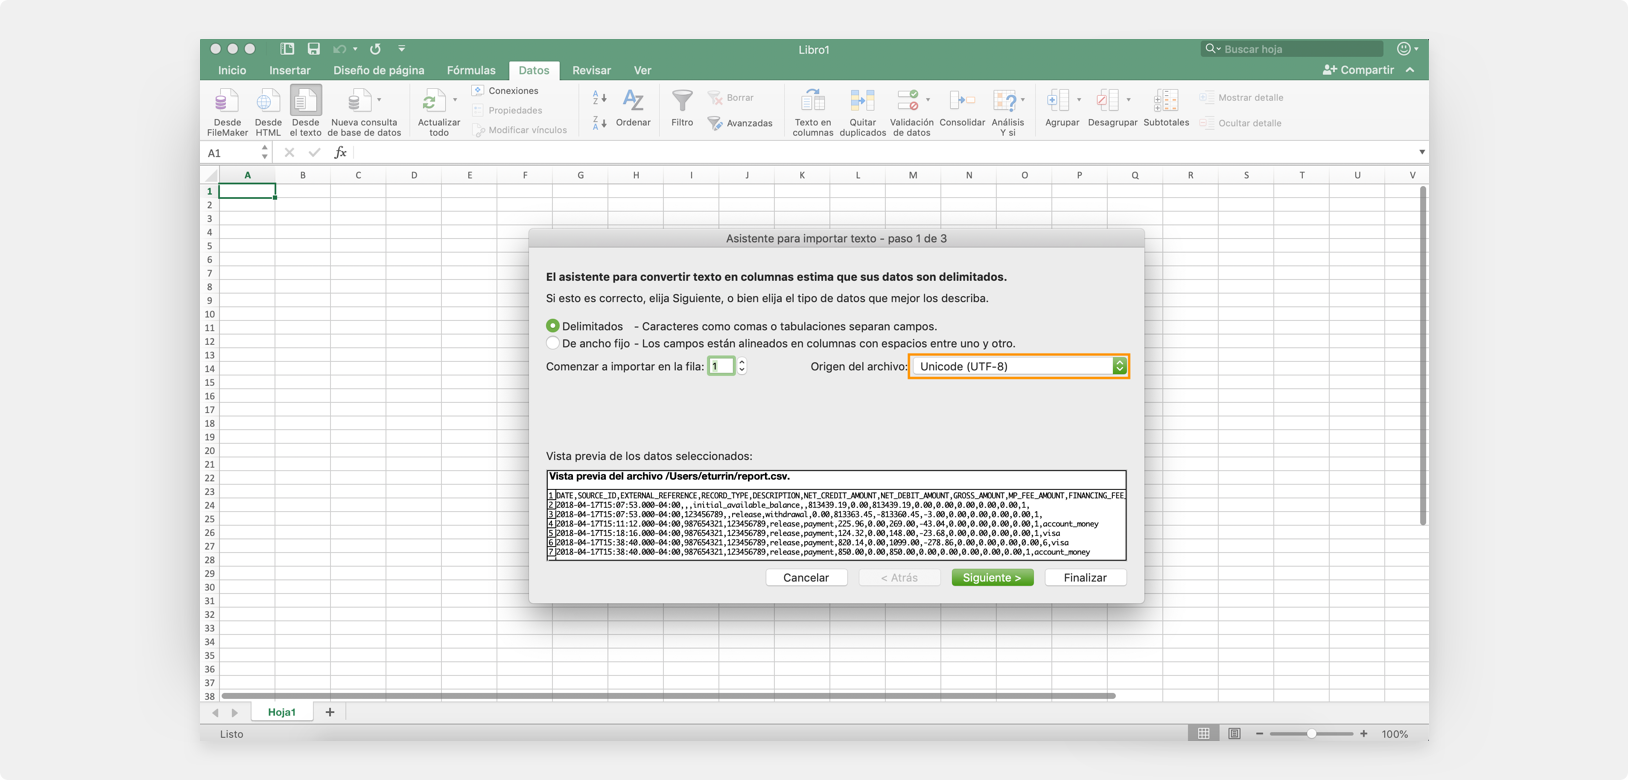 Libro1
Buscar hoja
Inicio Insertar Diseño de página Fórmulas Datos Revisar Ver Compartir
Conexiones
Propiedades
Modificar vínculos
Borrar
Avanzadas
Mostrar detalle
Ocultar detalle
Desde FileMaker
Desde HTML
Desde el texto
Nueva consulta de base de datos
Actualizar todo
Ordenar
Filtro
Texto en columnas
Quitar duplicados
Validación de datos
Consolidar
Análisis Y si
Agrupar
Desagrupar
Subtotales
A1 fx
A B C D E F G H I J K L M N O P Q R S T U V
1
2
3
4
5
6
7
8
9
10
11
12
13
14
15
16
17
18
19
20
21
22
23
24
25
26
27
28
29
30
31
32
33
34
35
36
37
38
Asistente para importar texto - paso 1 de 3
El asistente para convertir texto en columnas estima que sus datos son delimitados.
Si esto es correcto, elija Siguiente, o bien elija el tipo de datos que mejor los describa.
Delimitados - Caracteres como comas o tabulaciones separan campos.
De ancho fijo - Los campos están alineados en columnas con espacios entre uno y otro.
Comenzar a importar en la fila: 1 Origen del archivo: Unicode (UTF-8)
Vista previa de los datos seleccionados:
Vista previa del archivo /Users/eturrin/report.csv.
1 DATE,SOURCE_ID,EXTERNAL_REFERENCE,RECORD_TYPE,DESCRIPTION,NET_CREDIT_AMOUNT,NET_DEBIT_AMOUNT,GROSS_AMOUNT,MP_FEE_AMOUNT,FINANCING_FEE_
2 2018-04-17T15:07:53.000-04:00,,,initial_available_balance,,813439.19,0.00,813439.19,0.00,0.00,0.00,0.00,0.00,1,
3 2018-04-17T15:07:53.000-04:00,123456789,,release,withdrawal,0.00,813363.45,-813360.45,-3.00,0.00,0.00,0.00,0.00,1,
4 2018-04-17T15:11:12.000-04:00,987654321,123456789,release,payment,225.96,0.00,269.00,-43.04,0.00,0.00,0.00,0.00,1,account_money
5 2018-04-17T15:18:16.000-04:00,987654321,123456789,release,payment,124.32,0.00,148.00,-23.68,0.00,0.00,0.00,0.00,1,visa
6 2018-04-17T15:38:40.000-04:00,987654321,123456789,release,payment,820.14,0.00,1099.00,-278.86,0.00,0.00,0.00,0.00,6,visa
7 2018-04-17T15:38:40.000-04:00,987654321,123456789,release,payment,850.00,0.00,850.00,0.00,0.00,0.00,0.00,0.00,1,account_money
Cancelar < Atrás Siguiente > Finalizar
Hoja1 +
Listo 100%